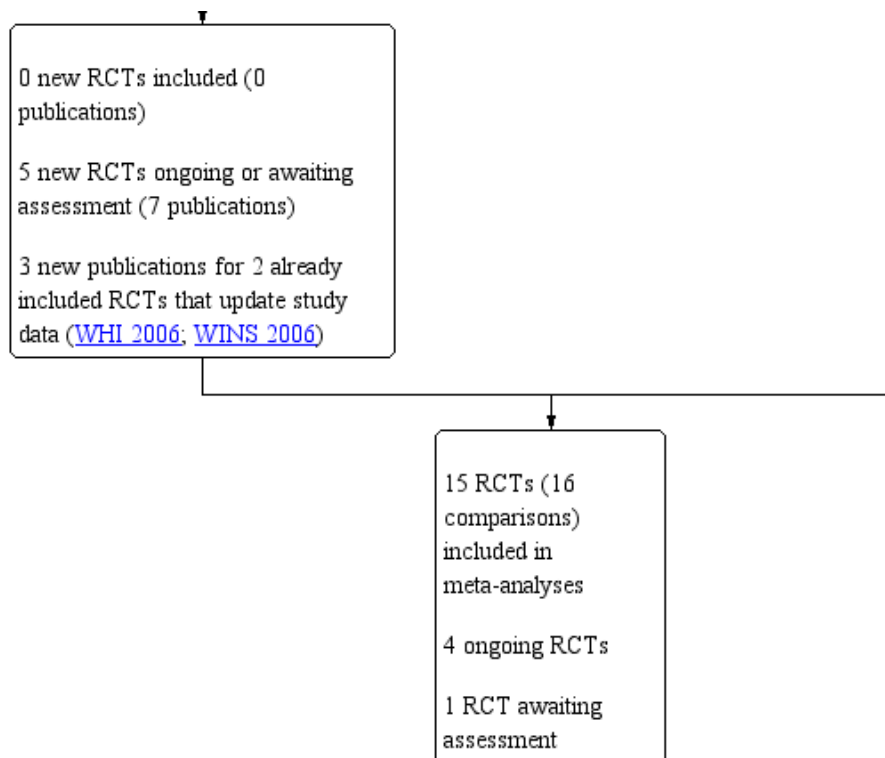 0 new RCTs included (0
publications)
5 new RCTs ongoing or awaiting
assessment (7 publications)
3 new publications for 2 already
included RCTs that update study
data (WHI 2006; WINS 2006)
15 RCTs (16
comparisons)
included in
meta-analyses
4 ongoing RCTs
1 RCT awaiting
assessment